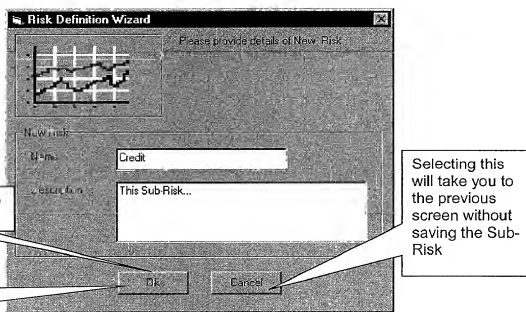 Risk Definition Wizard
Please provide details of New Risk
New risk
Name
Credit
Description
This Sub-Risk...
Ok
Cancel
Selecting this
will take you to
the previous
screen without
saving the Sub-
Risk